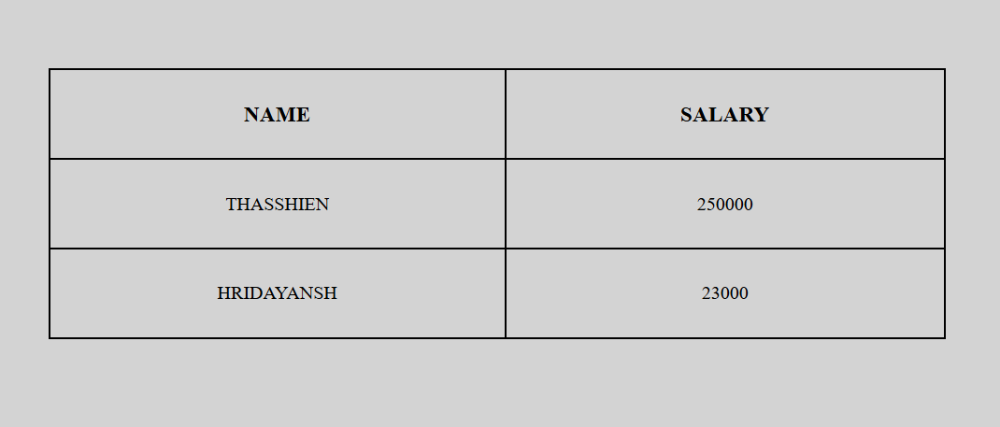 NAME SALARY
THASSHIEN 250000
HRIDAYANSH 23000